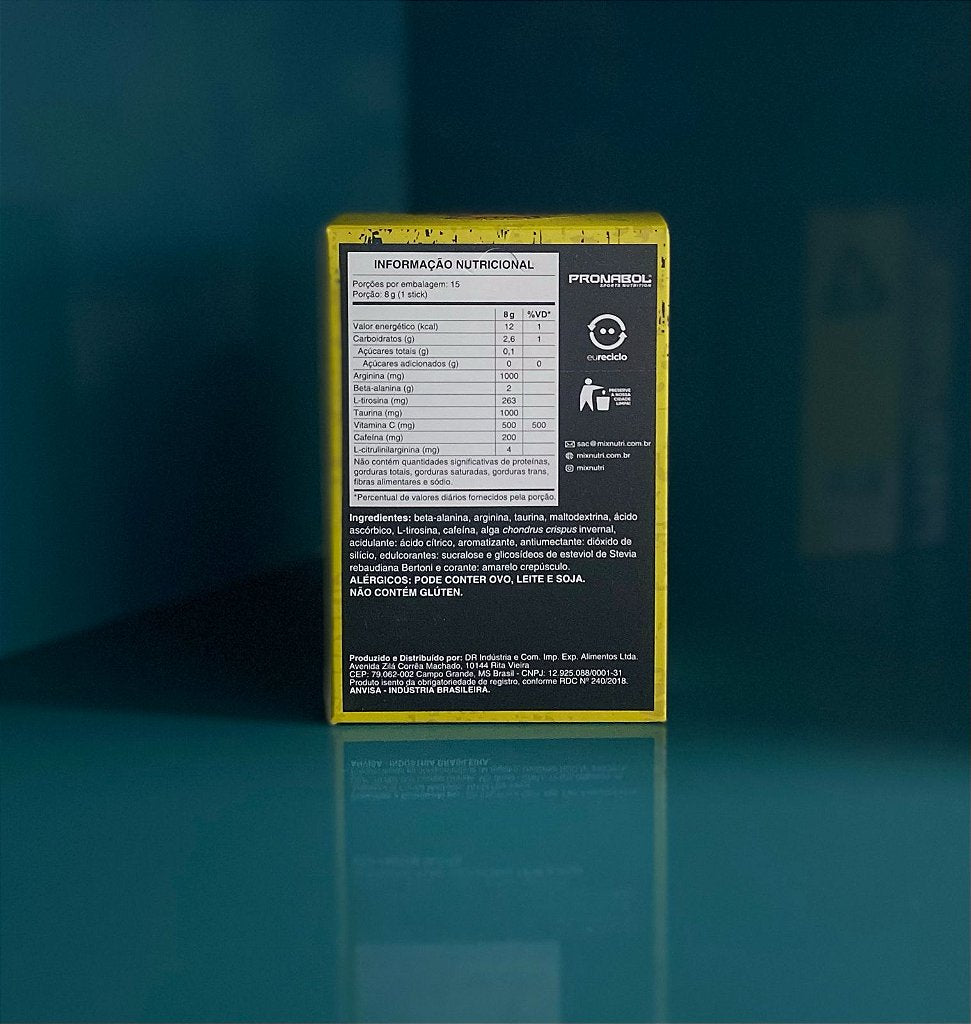 INFORMAÇÃO NUTRICIONAL
Porções por embalagem: 15
Porção: 8 g (1 stick)
8 g %VD*
Valor energético (kcal) 12 1
Carboidratos (g) 2,6 1
Açúcares totais (g) 0,1
Açúcares adicionados (g) 0 0
Arginina (mg) 1000
Beta-alanina (g) 2
L-tirosina (mg) 263
Taurina (mg) 1000
Vitamina C (mg) 500 500
Cafeína (mg) 200
L-citrulinilarginina (mg) 4
Não contém quantidades significativas de proteínas,
gorduras totais, gorduras saturadas, gorduras trans,
fibras alimentares e sódio.
*Percentual de valores diários fornecidos pela porção.
PRONABOL
SPORTS NUTRITION
eureciclo
PRESERVE
A NOSSA
CIDADE
LIMPA!
sac@mixnutri.com.br
mixnutri.com.br
mixnutri
Ingredientes: beta-alanina, arginina, taurina, maltodextrina, ácido
ascórbico, L-tirosina, cafeína, alga chondrus crispus invernal,
acidulante: ácido cítrico, aromatizante, antiumectante: dióxido de
silício, edulcorantes: sucralose e glicosídeos de esteviol de Stevia
rebaudiana Bertoni e corante: amarelo crepúsculo.
ALÉRGICOS: PODE CONTER OVO, LEITE E SOJA.
NÃO CONTÉM GLÚTEN.
Produzido e Distribuído por: DR Indústria e Com. Imp. Exp. Alimentos Ltda.
Avenida Zilá Corrêa Machado, 10144 Rita Vieira
CEP: 79.062-002 Campo Grande, MS Brasil - CNPJ: 12.925.088/0001-31
Produto isento da obrigatoriedade de registro, conforme RDC Nº 240/2018.
ANVISA - INDÚSTRIA BRASILEIRA.